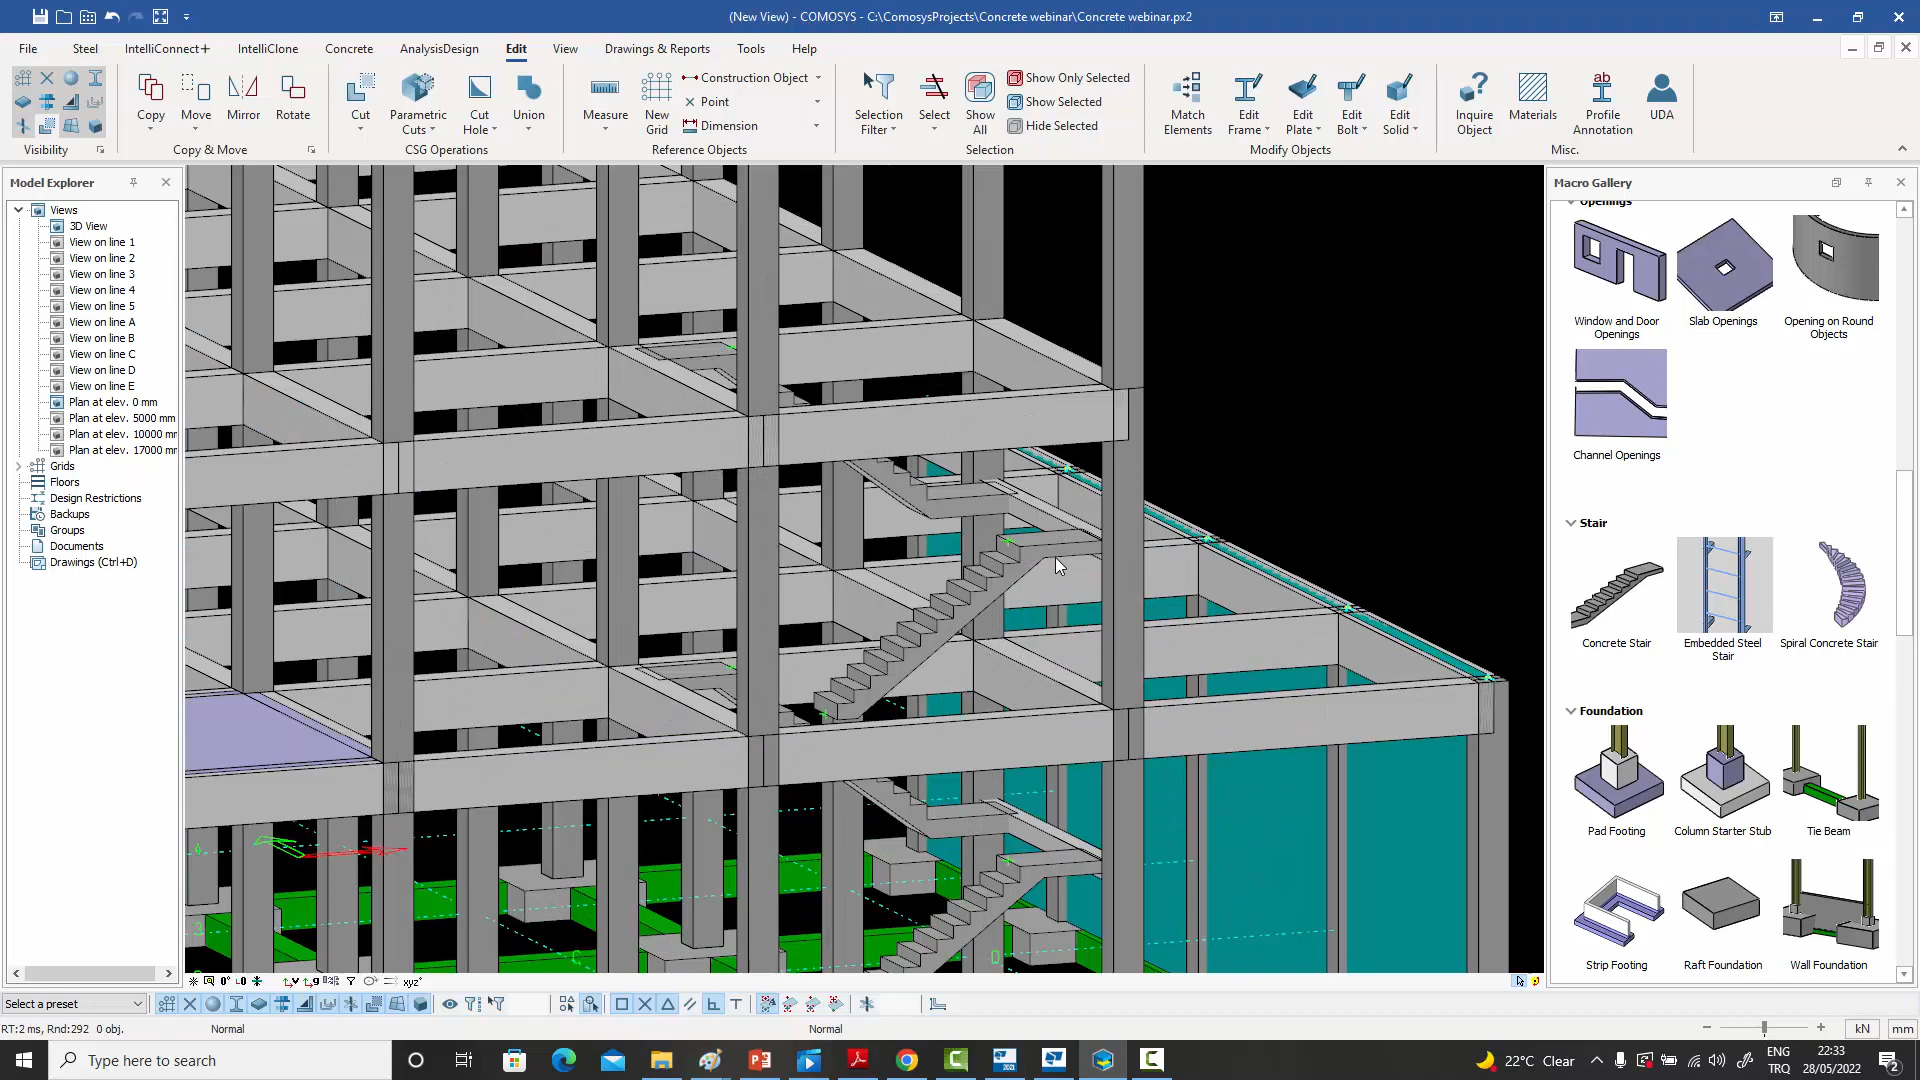 (New View) - COMOSYS - C:\ComosysProjects\Concrete webinar\Concrete webinar.px2
File Steel IntelliConnect+ IntelliClone Concrete AnalysisDesign Edit View Drawings & Reports Tools Help
Visibility
Copy Move Mirror Rotate
Copy & Move
Cut Parametric Cuts Cut Hole Union
CSG Operations
Measure New Grid
Construction Object
Point
Dimension
Reference Objects
Selection Filter Select Show All
Show Only Selected
Show Selected
Hide Selected
Selection
Match Elements Edit Frame Edit Plate Edit Bolt Edit Solid
Modify Objects
Inquire Object Materials Profile Annotation UDA
Misc.
Model Explorer
Views
3D View
View on line 1
View on line 2
View on line 3
View on line 4
View on line 5
View on line A
View on line B
View on line C
View on line D
View on line E
Plan at elev. 0 mm
Plan at elev. 5000 mm
Plan at elev. 10000 mm
Plan at elev. 17000 mm
Grids
Floors
Design Restrictions
Backups
Groups
Documents
Drawings (Ctrl+D)
4
3
C
D
Macro Gallery
Openings
Window and Door Openings
Slab Openings
Opening on Round Objects
Channel Openings
Stair
Concrete Stair
Embedded Steel Stair
Spiral Concrete Stair
Foundation
Pad Footing
Column Starter Stub
Tie Beam
Strip Footing
Raft Foundation
Wall Foundation
Select a preset
RT:2 ms, Rnd:292 0 obj. Normal Normal kN mm
Type here to search
22°C Clear
ENG
TRQ
22:33
28/05/2022
2